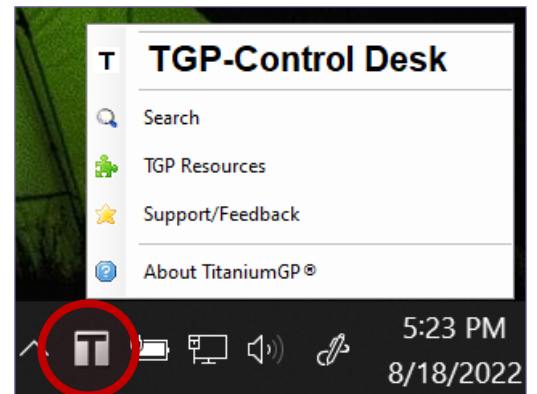 T TGP-Control Desk
Search
TGP Resources
Support/Feedback
? About TitaniumGP®
T 5:23 PM
8/18/2022